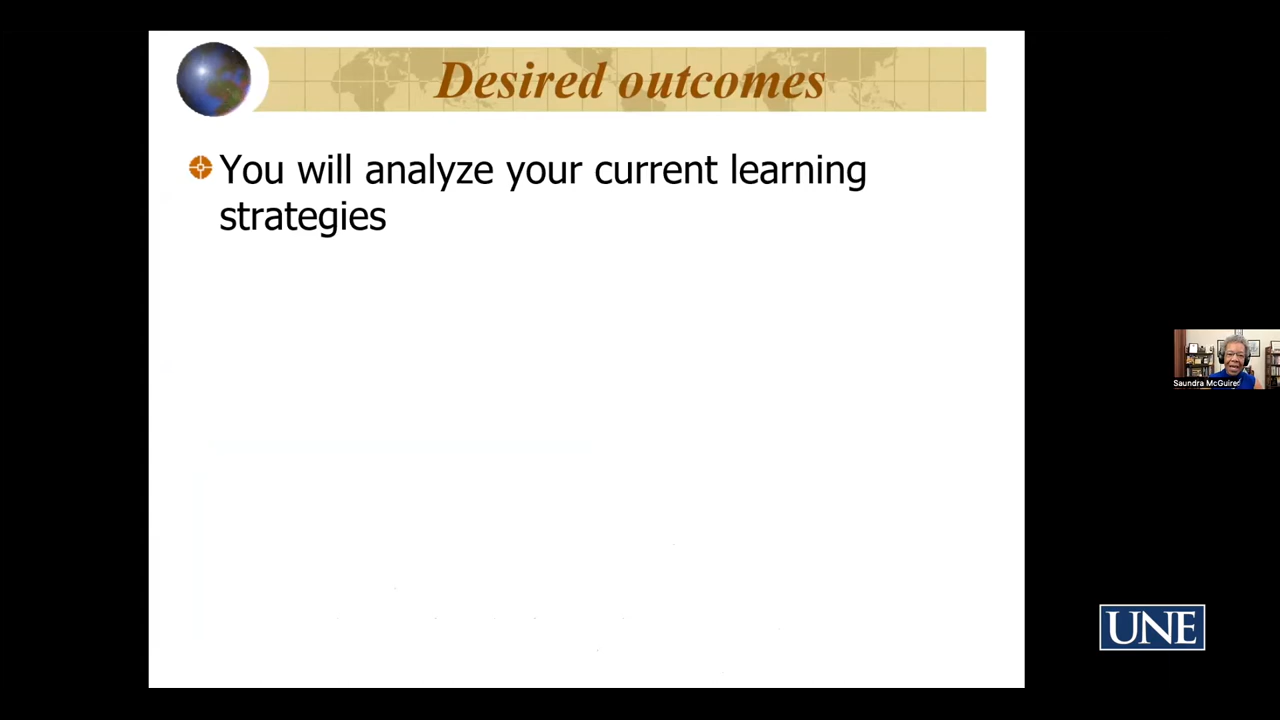 Desired outcomes
You will analyze your current learning
strategies
Saundra McGuire
UNE